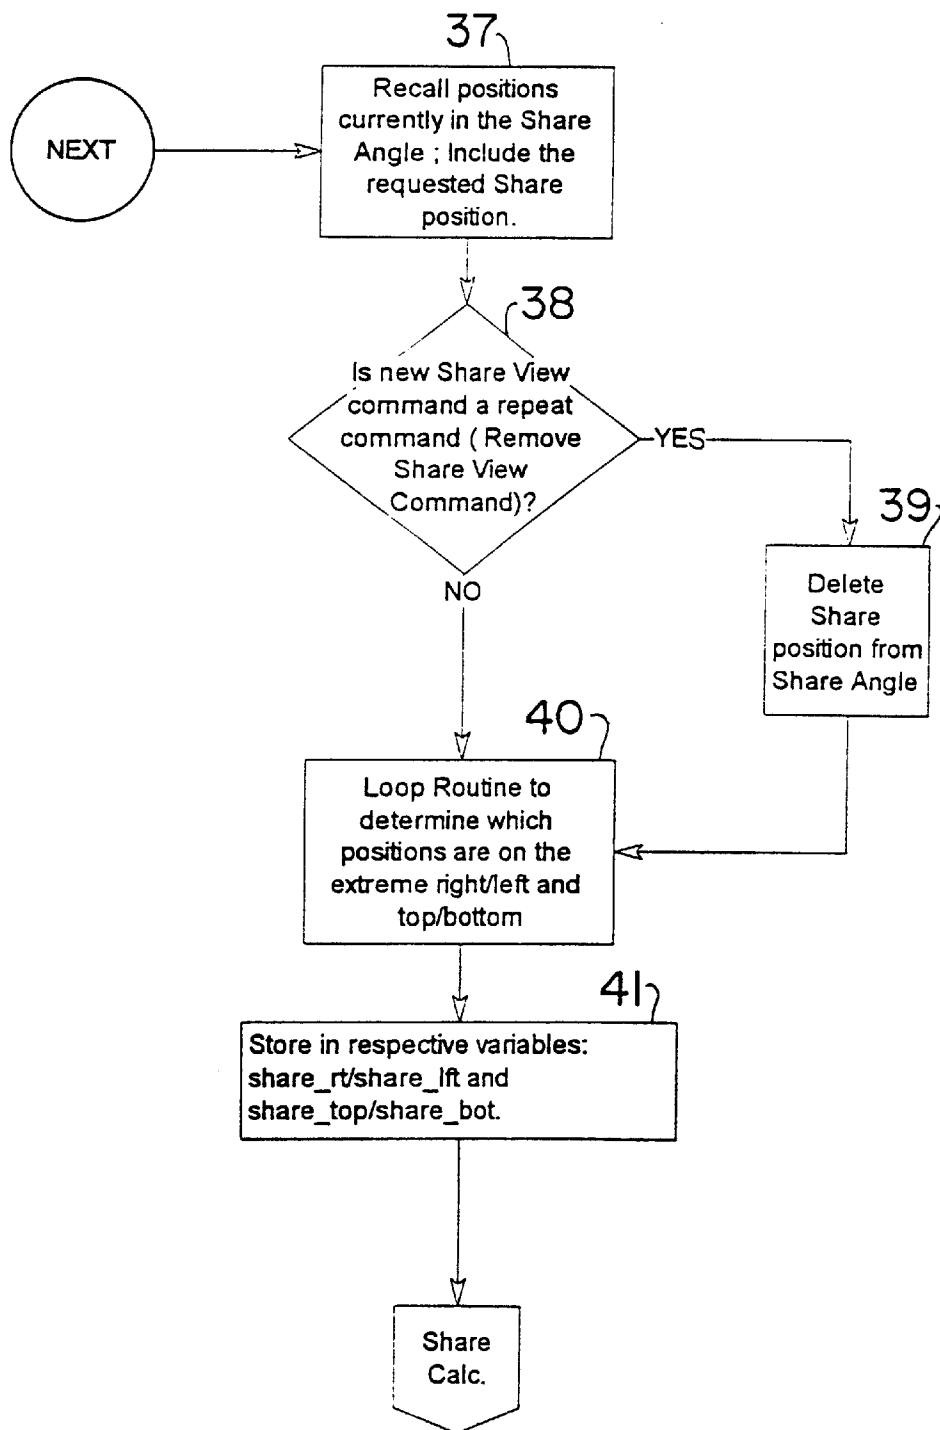 37
Recall positions
currently in the Share
Angle ; Include the
requested Share
position.
NEXT
38
Is new Share View
command a repeat
command ( Remove
Share View
Command)?
YES
NO
39
Delete
Share
position from
Share Angle
40
Loop Routine to
determine which
positions are on the
extreme right/left and
top/bottom
41
Store in respective variables:
share_rt/share_lft and
share_top/share_bot.
Share
Calc.